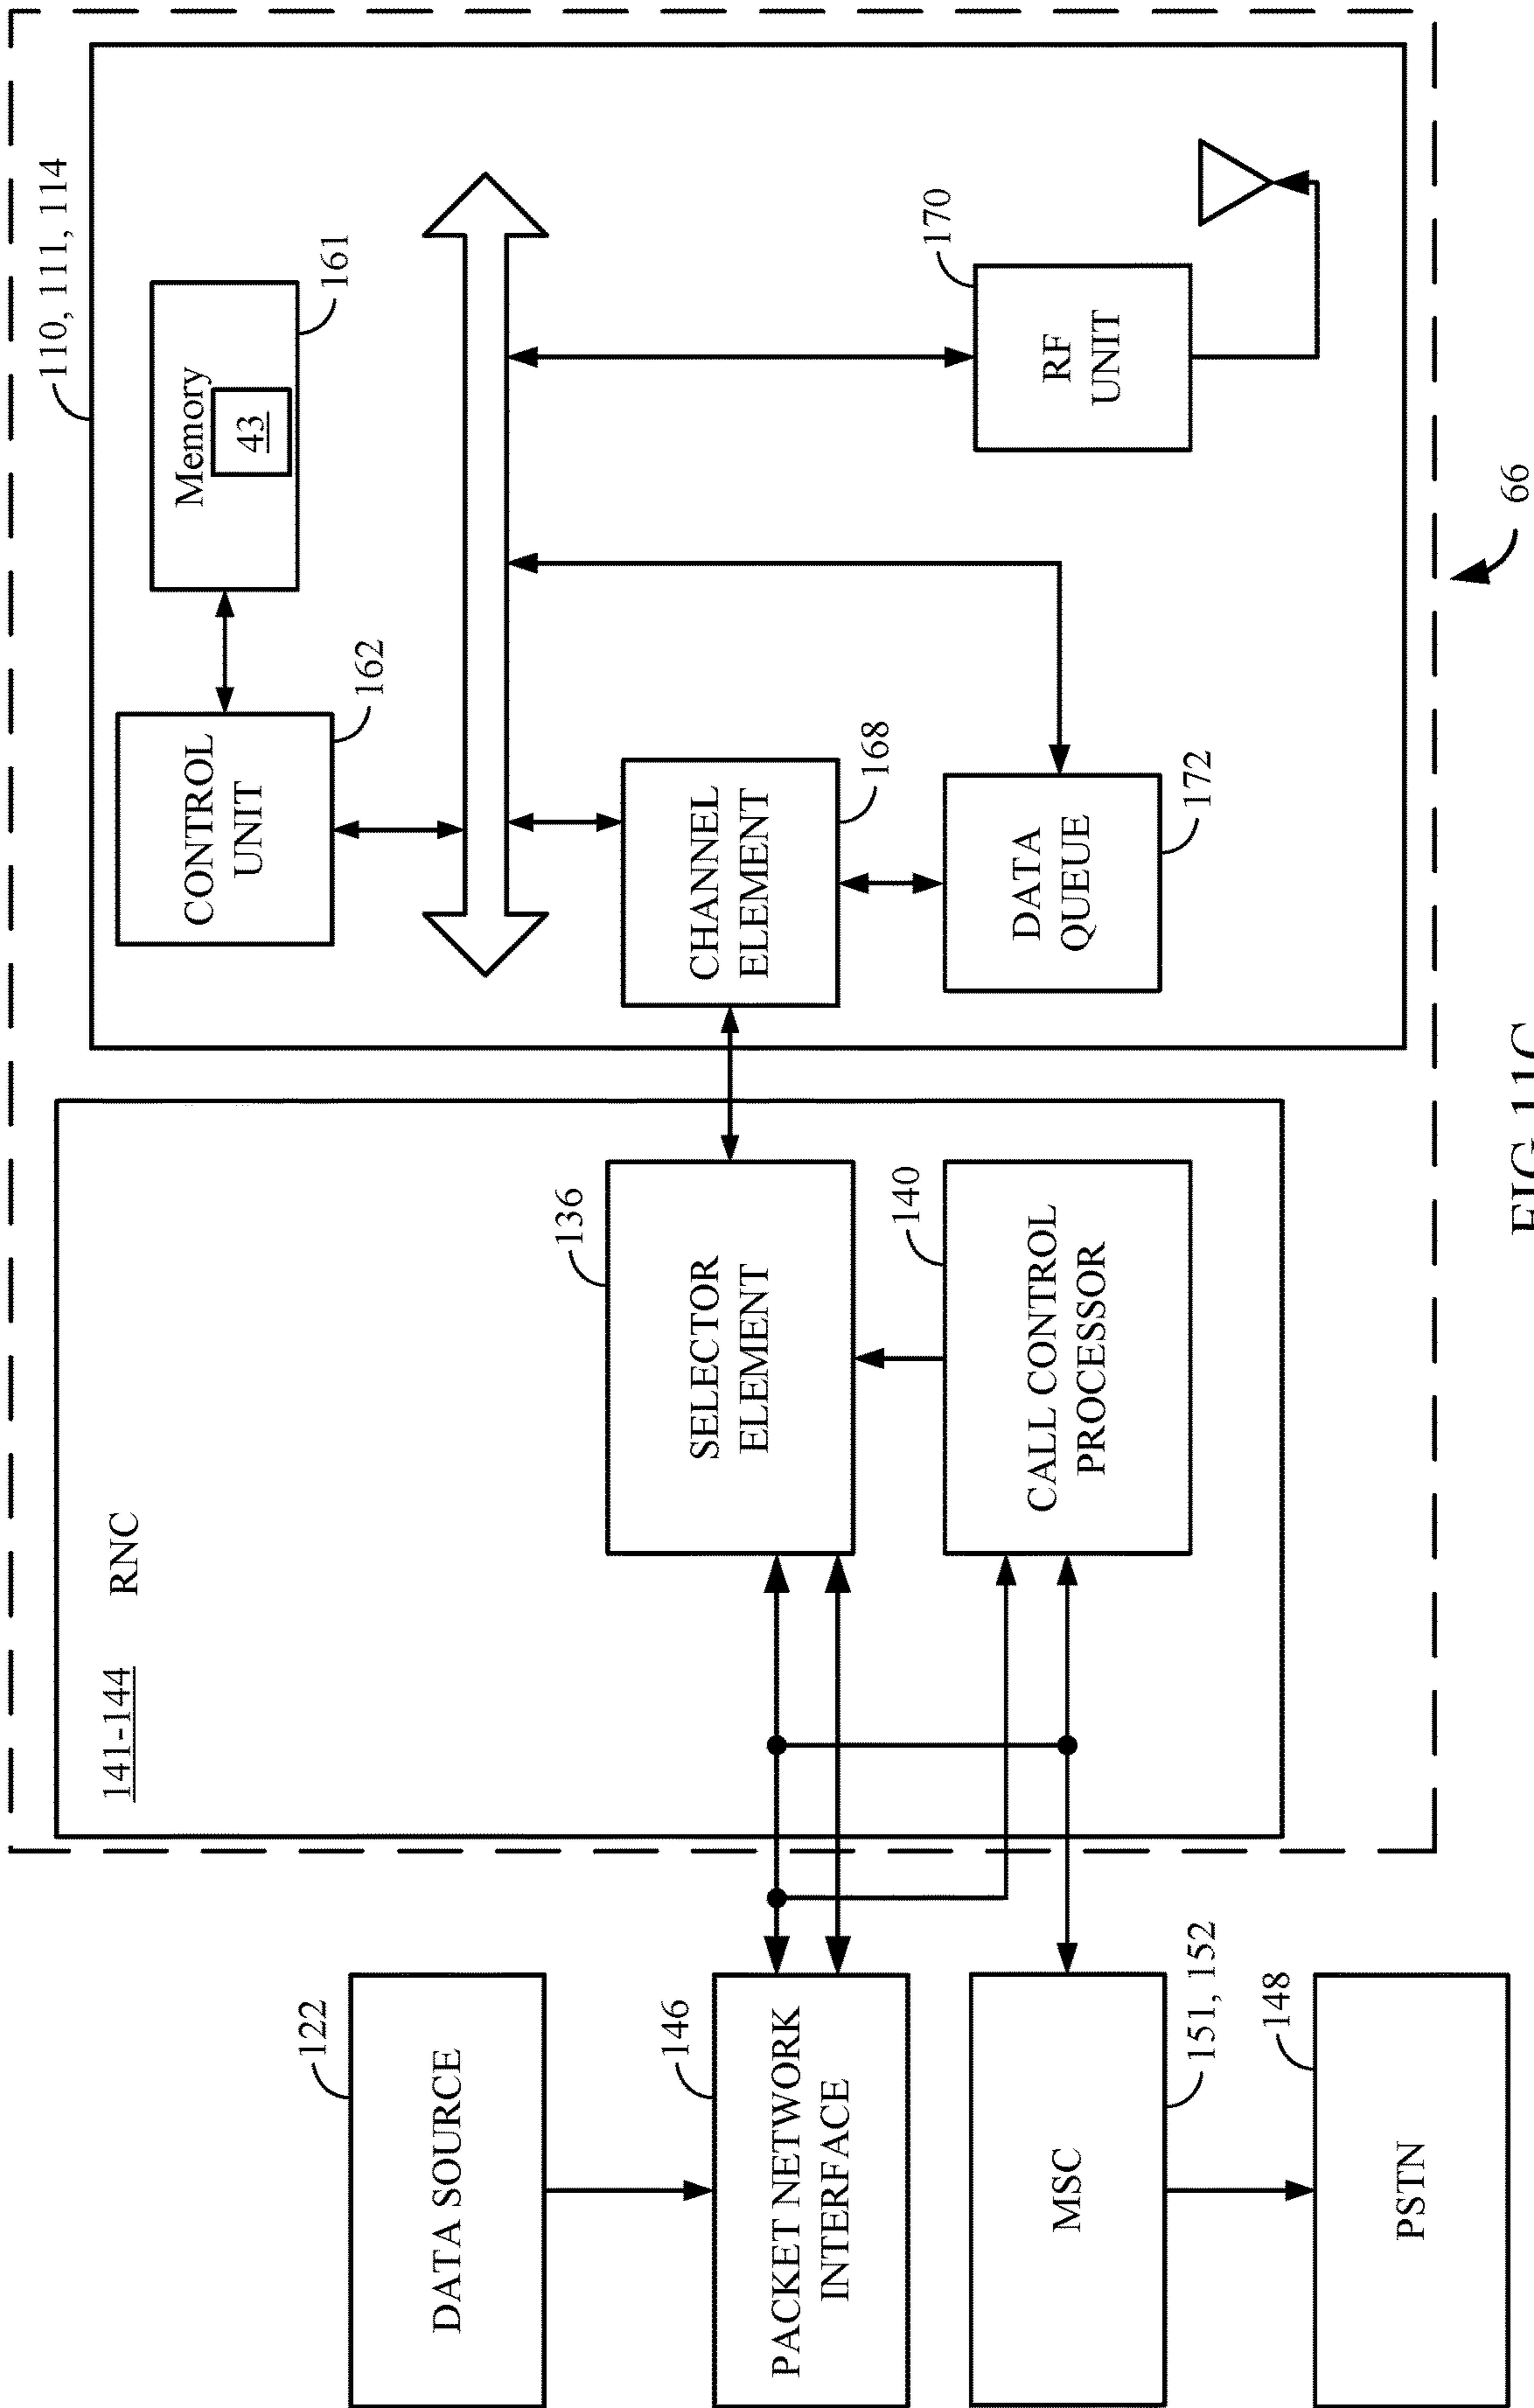 110, 111, 114
Memory
43
161
CONTROL
UNIT
162
170
RF
UNIT
CHANNEL
ELEMENT
168
DATA
QUEUE
172
66
141-144
RNC
136
SELECTOR
ELEMENT
140
CALL CONTROL
PROCESSOR
122
DATA SOURCE
146
PACKET NETWORK
INTERFACE
MSC
151, 152
148
PSTN
FIG 11C